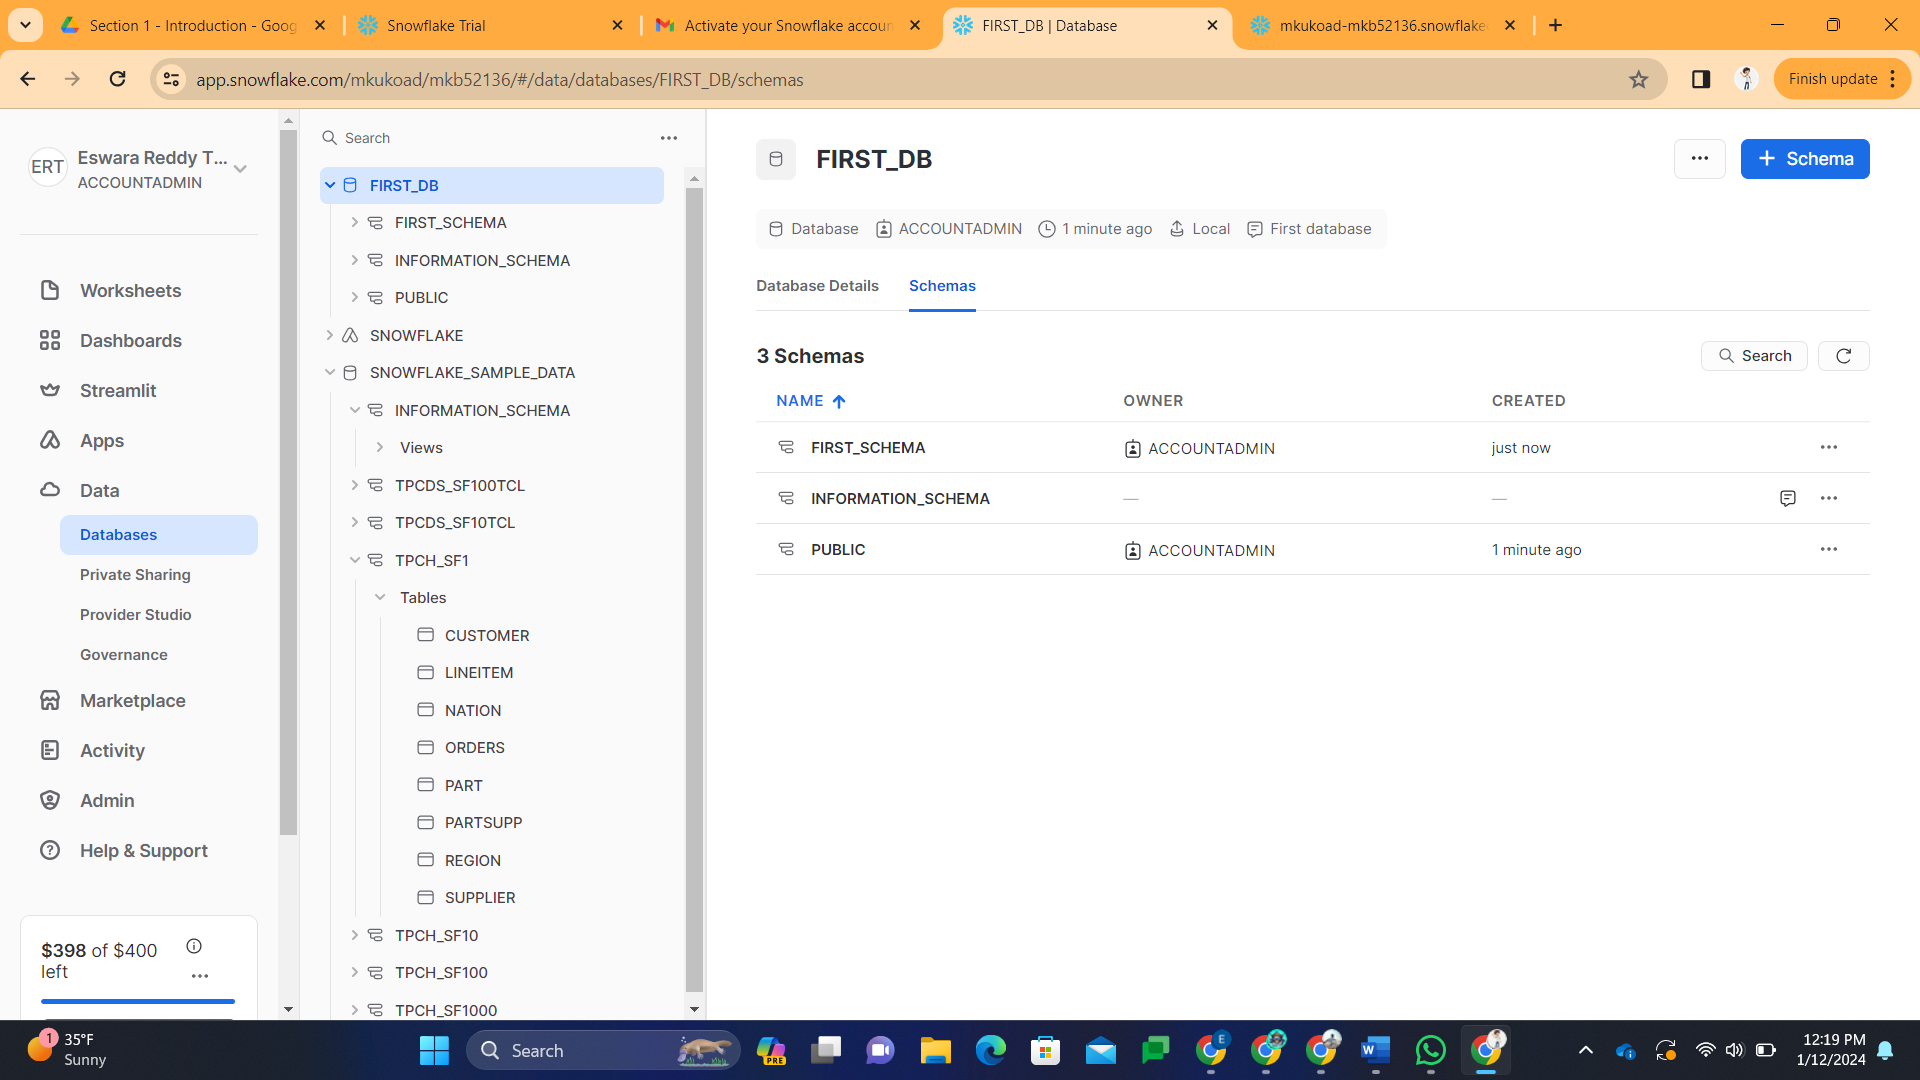 Section 1 - Introduction - Goog
Snowflake Trial
Activate your Snowflake accoun
FIRST_DB | Database
mkukoad-mkb52136.snowflake
app.snowflake.com/mkukoad/mkb52136/#/data/databases/FIRST_DB/schemas
Finish update
ERT
Eswara Reddy T...
ACCOUNTADMIN
Worksheets
Dashboards
Streamlit
Apps
Data
Databases
Private Sharing
Provider Studio
Governance
Marketplace
Activity
Admin
Help & Support
$398 of $400
left
Search
FIRST_DB
FIRST_SCHEMA
INFORMATION_SCHEMA
PUBLIC
SNOWFLAKE
SNOWFLAKE_SAMPLE_DATA
INFORMATION_SCHEMA
Views
TPCDS_SF100TCL
TPCDS_SF10TCL
TPCH_SF1
Tables
CUSTOMER
LINEITEM
NATION
ORDERS
PART
PARTSUPP
REGION
SUPPLIER
TPCH_SF10
TPCH_SF100
TPCH_SF1000
FIRST_DB
+ Schema
Database ACCOUNTADMIN 1 minute ago Local First database
Database Details Schemas
3 Schemas
Search
NAME OWNER CREATED
FIRST_SCHEMA ACCOUNTADMIN just now
INFORMATION_SCHEMA — —
PUBLIC ACCOUNTADMIN 1 minute ago
1
35°F
Sunny
Search
PRE
E
12:19 PM
1/12/2024